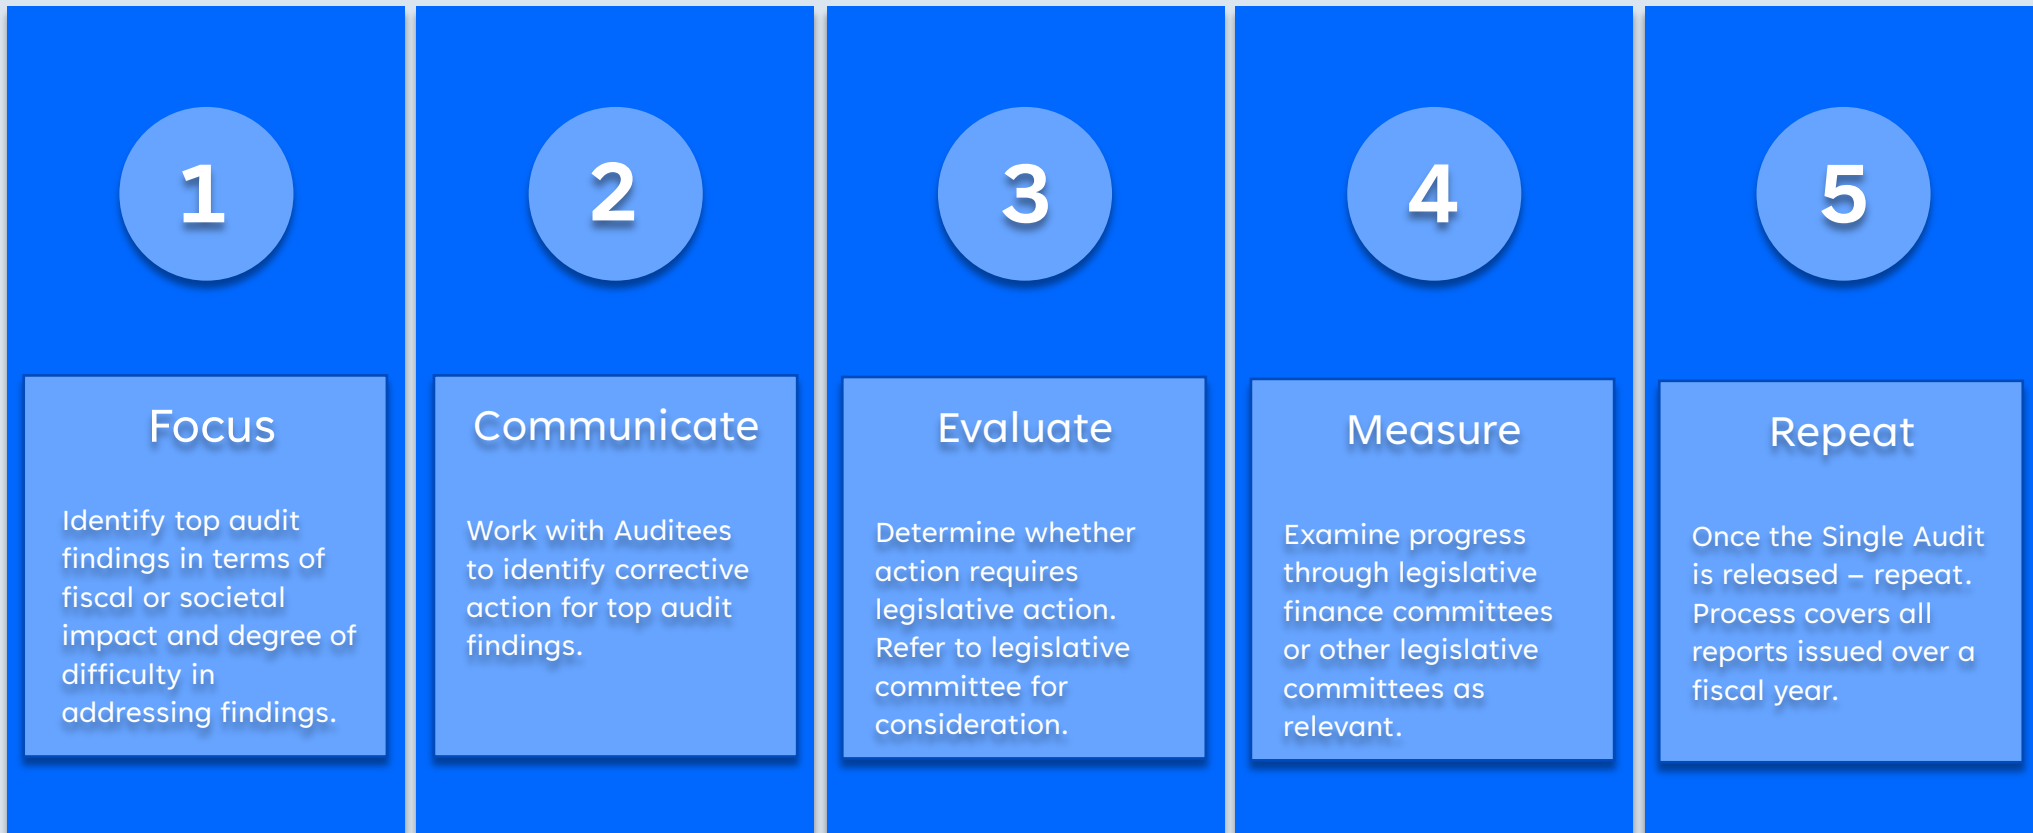 1
Focus
Identify top audit
findings in terms of
fiscal or societal
impact and degree of
difficulty in
addressing findings.
2
Communicate
Work with Auditees
to identify corrective
action for top audit
findings.
3
Evaluate
Determine whether
action requires
legislative action.
Refer to legislative
committee for
consideration.
4
Measure
Examine progress
through legislative
finance committees
or other legislative
committees as
relevant.
5
Repeat
Once the Single Audit
is released – repeat.
Process covers all
reports issued over a
fiscal year.